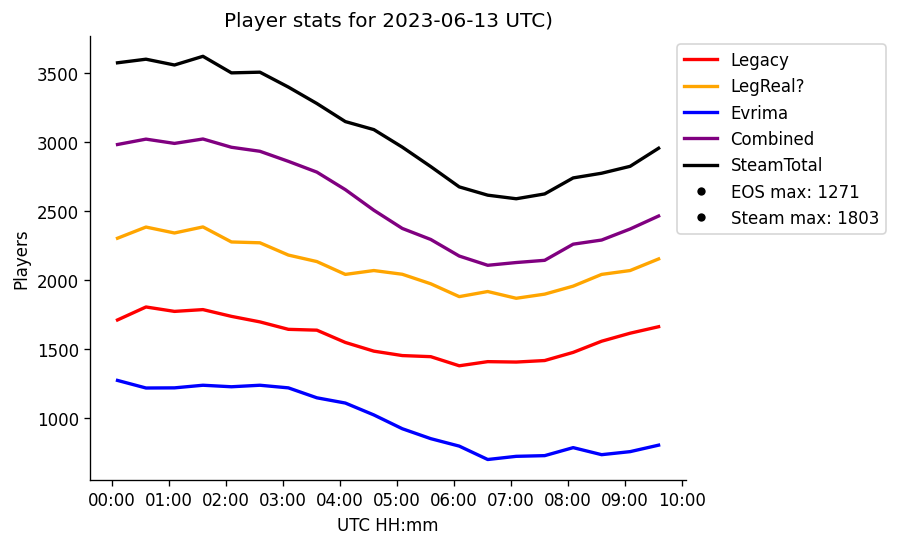 Player stats for 2023-06-13 UTC)
Legacy
LegReal?
Evrima
Combined
SteamTotal
EOS max: 1271
Steam max: 1803
Players
3500
3000
2500
2000
1500
1000
00:00 01:00 02:00 03:00 04:00 05:00 06:00 07:00 08:00 09:00 10:00
UTC HH:mm